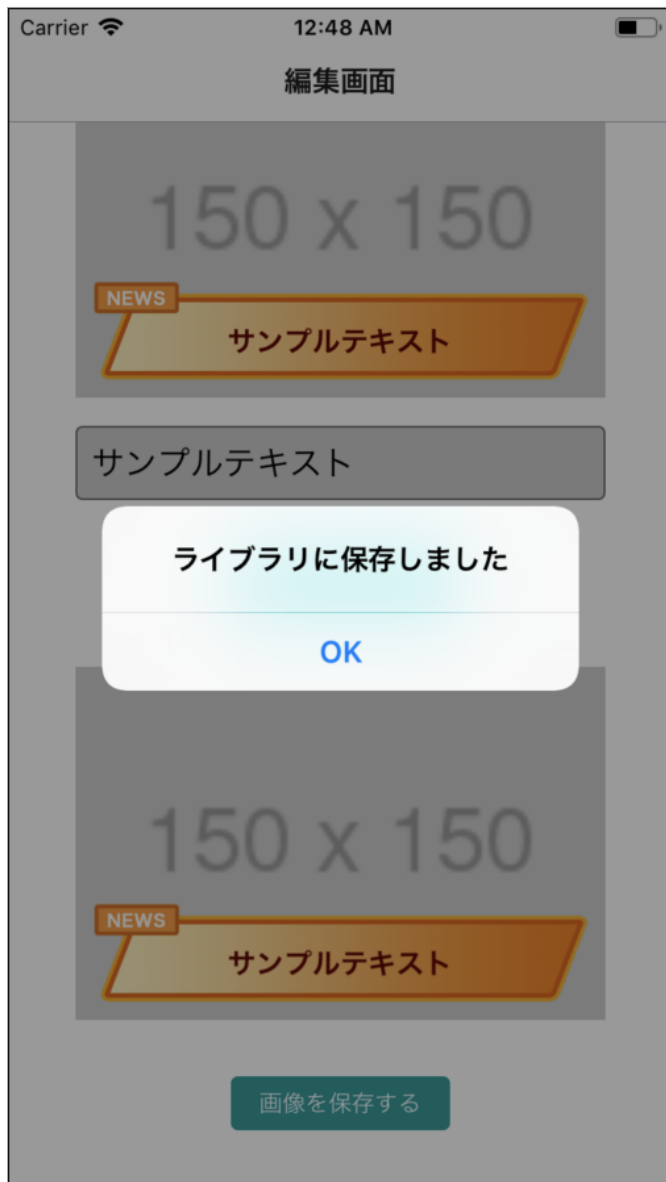 Carrier 12:48 AM
編集画面
150 x 150
NEWS
サンプルテキスト
サンプルテキスト
ライブラリに保存しました
OK
150 x 150
NEWS
サンプルテキスト
画像を保存する